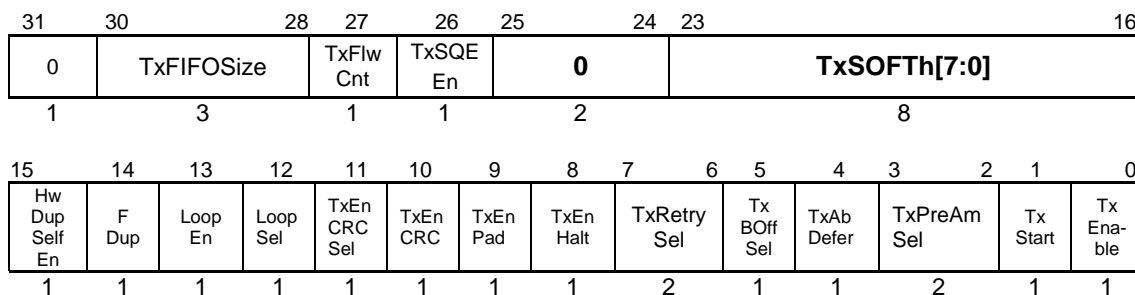 31 30 28 27 26 25 24 23 16
0 TxFIFOSize TxFlw Cnt TxSQE En 0 TxSOFTh[7:0]
1 3 1 1 2 8
15 14 13 12 11 10 9 8 7 6 5 4 3 2 1 0
Hw Dup Self En F Dup Loop En Loop Sel TxEn CRC Sel TxEn CRC TxEn Pad TxEn Halt TxRetry Sel Tx BOff Sel TxAb Defer TxPreAm Sel Tx Start Tx Ena- ble
1 1 1 1 1 1 1 1 2 1 1 2 1 1